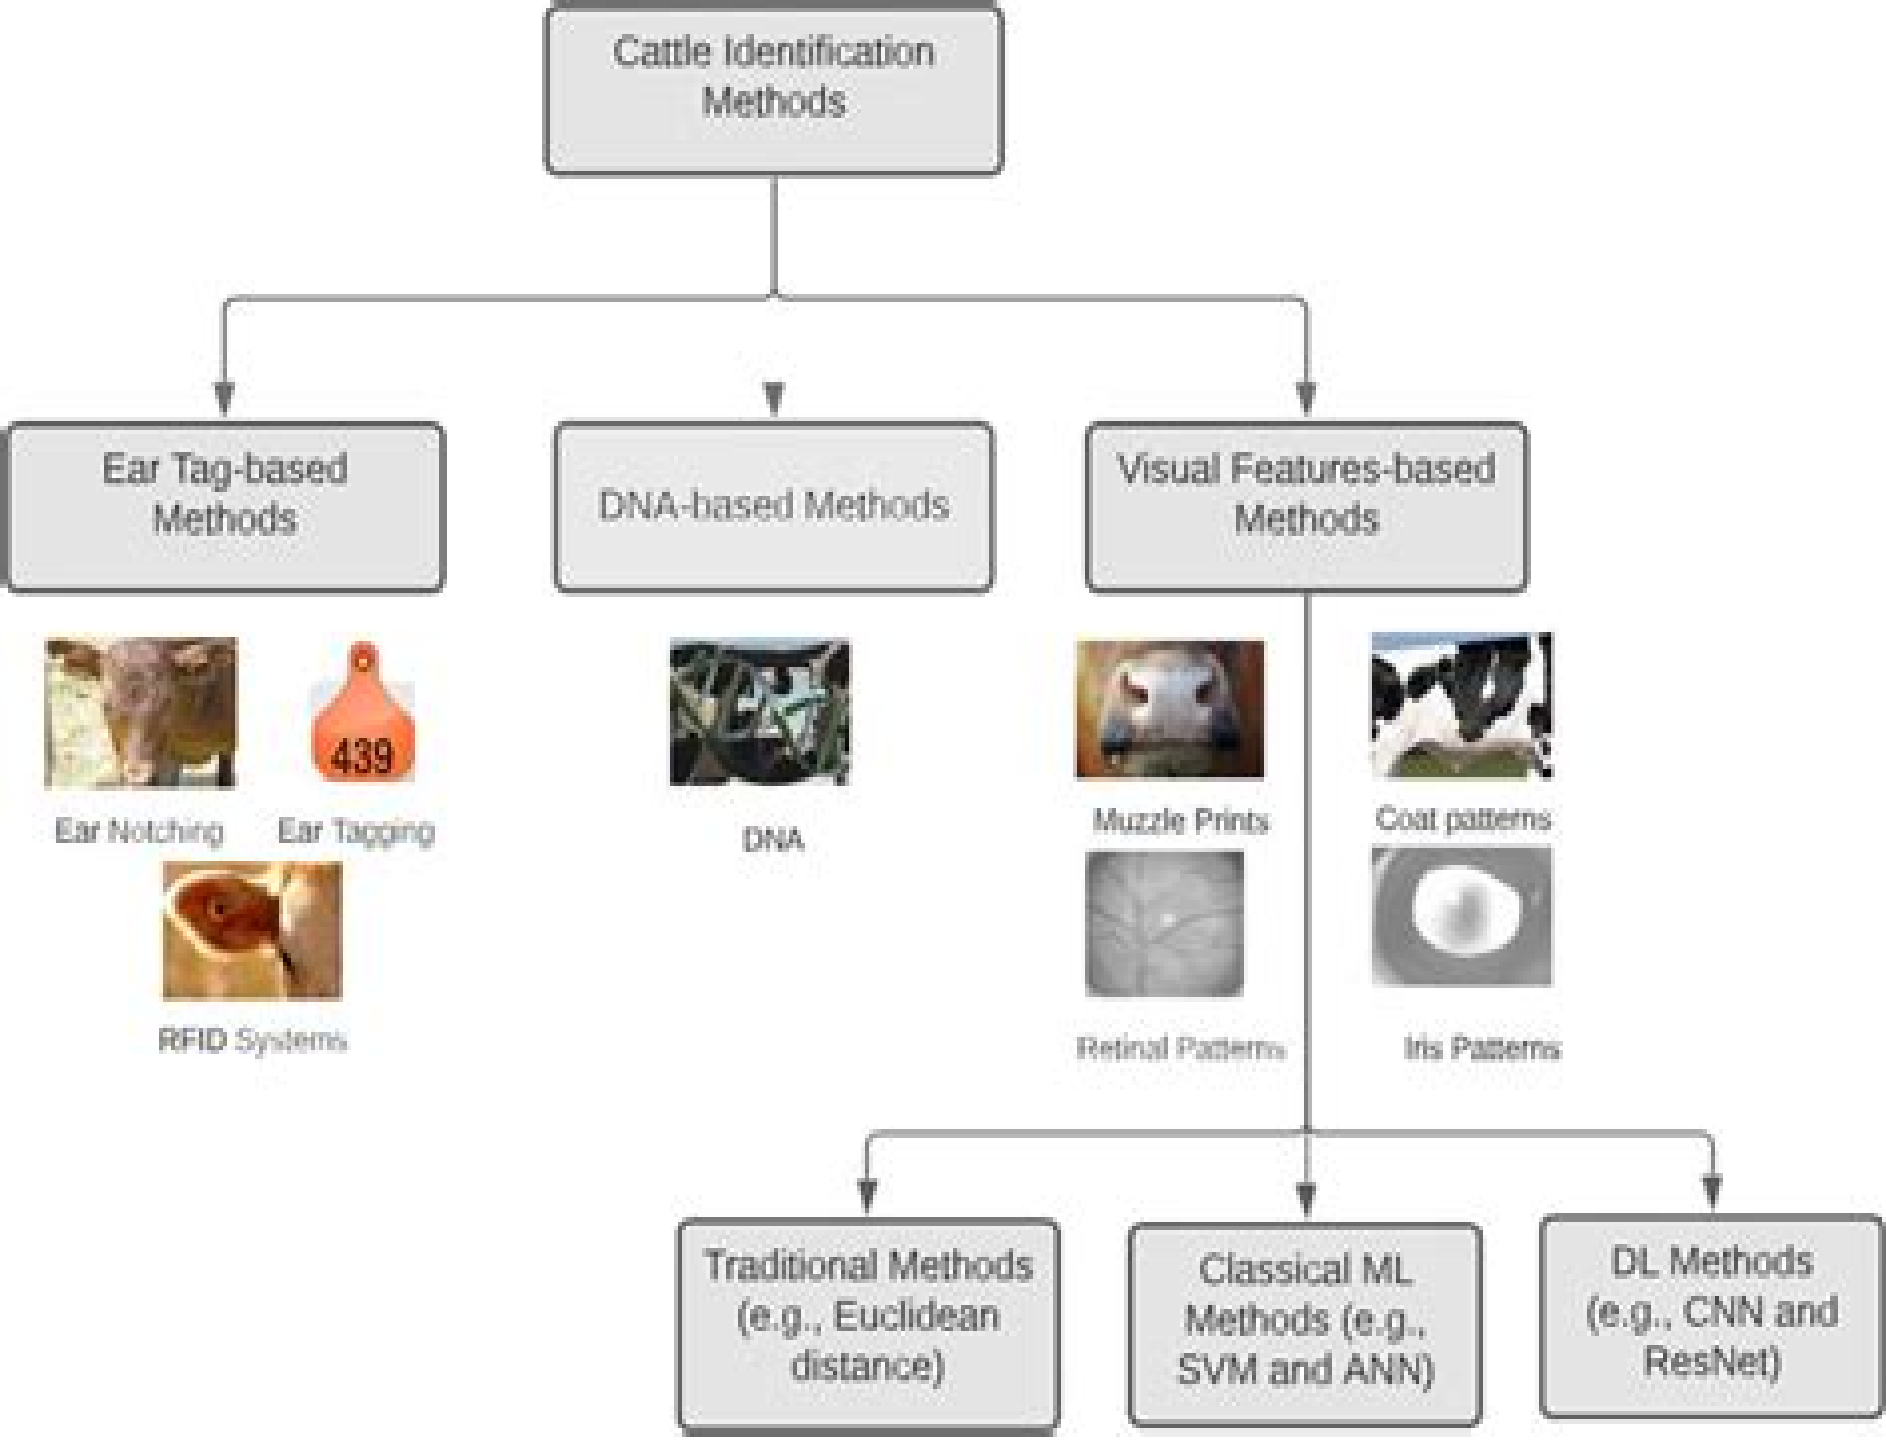 Cattle Identification
Methods
Ear Tag-based
Methods
DNA-based Methods
Visual Features-based
Methods
439
Ear Notching
Ear Tagging
DNA
Muzzle Prints
Coat patterns
RFID Systems
Retinal Patterns
Iris Patterns
Traditional Methods
(e.g., Euclidean
distance)
Classical ML
Methods (e.g.,
SVM and ANN)
DL Methods
(e.g., CNN and
ResNet)